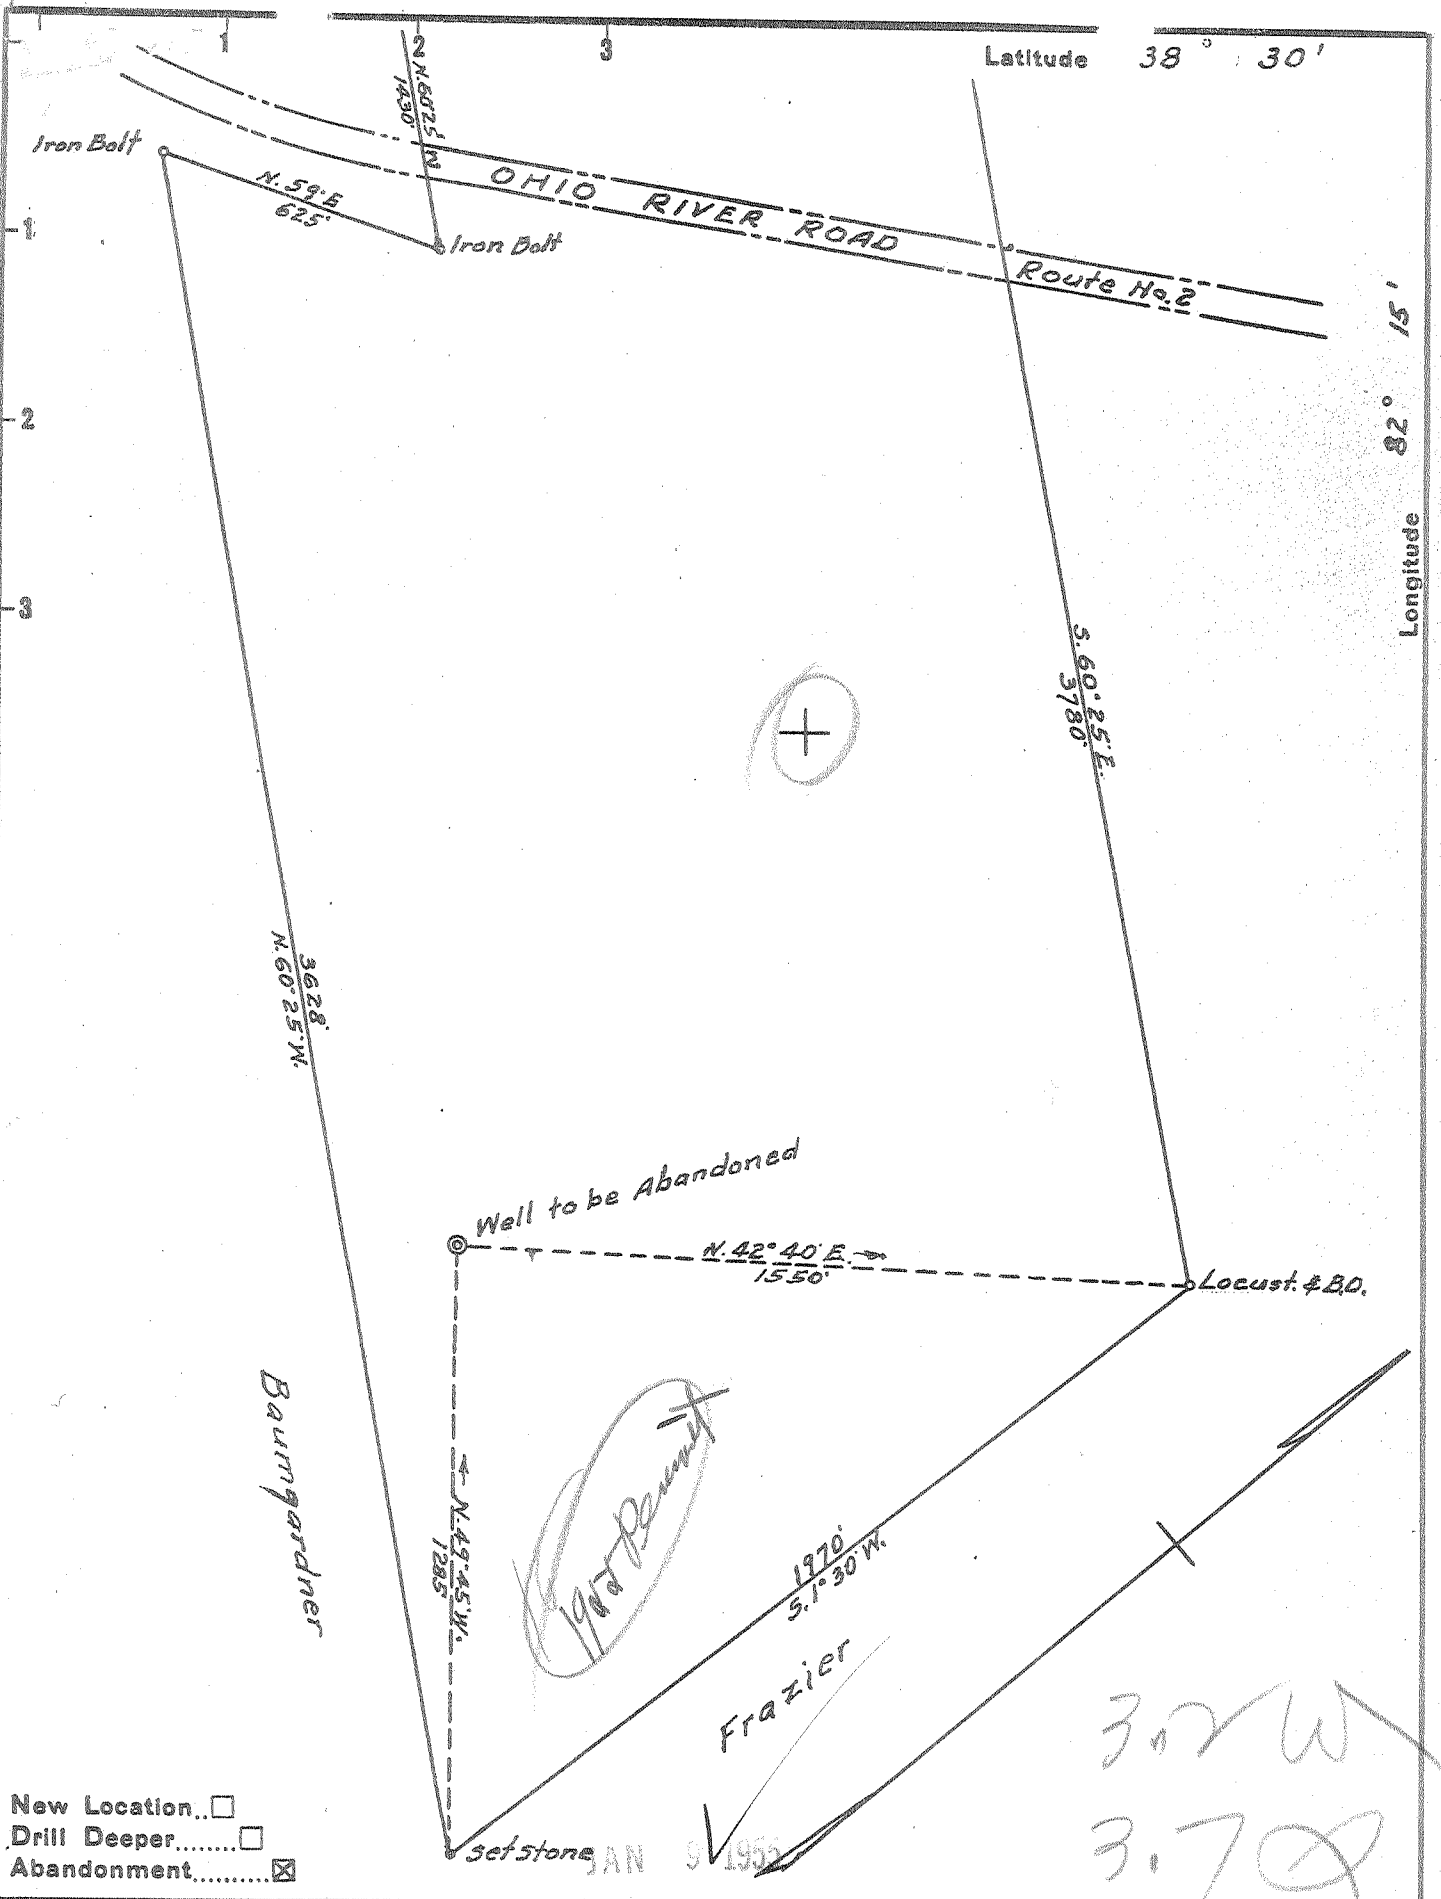 1 2 3
Latitude 38° 30'
N.60°25'W
1430'
Iron Bolt
N. 59°E
625'
Iron Bolt
OHIO RIVER ROAD
Route No. 2
1
2
3
Longitude 82° 15'
S. 60° 25' E.
3780'
3628'
N. 60° 25' W.
Well to be Abandoned
N. 42° 40' E.
1550'
Locust. & B.O.
Baumgardner
N. 49° 45' W.
1285'
1970'
S. 1° 30' W.
Frazier
New Location..☐
Drill Deeper........☐
Abandonment..........☒
set stone
JAN 9